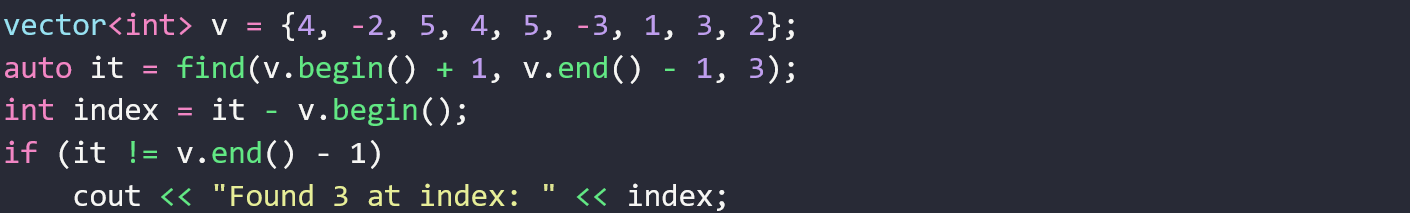 vector<int> v = {4, -2, 5, 4, 5, -3, 1, 3, 2};
auto it = find(v.begin() + 1, v.end() - 1, 3);
int index = it - v.begin();
if (it != v.end() - 1)
    cout << "Found 3 at index: " << index;